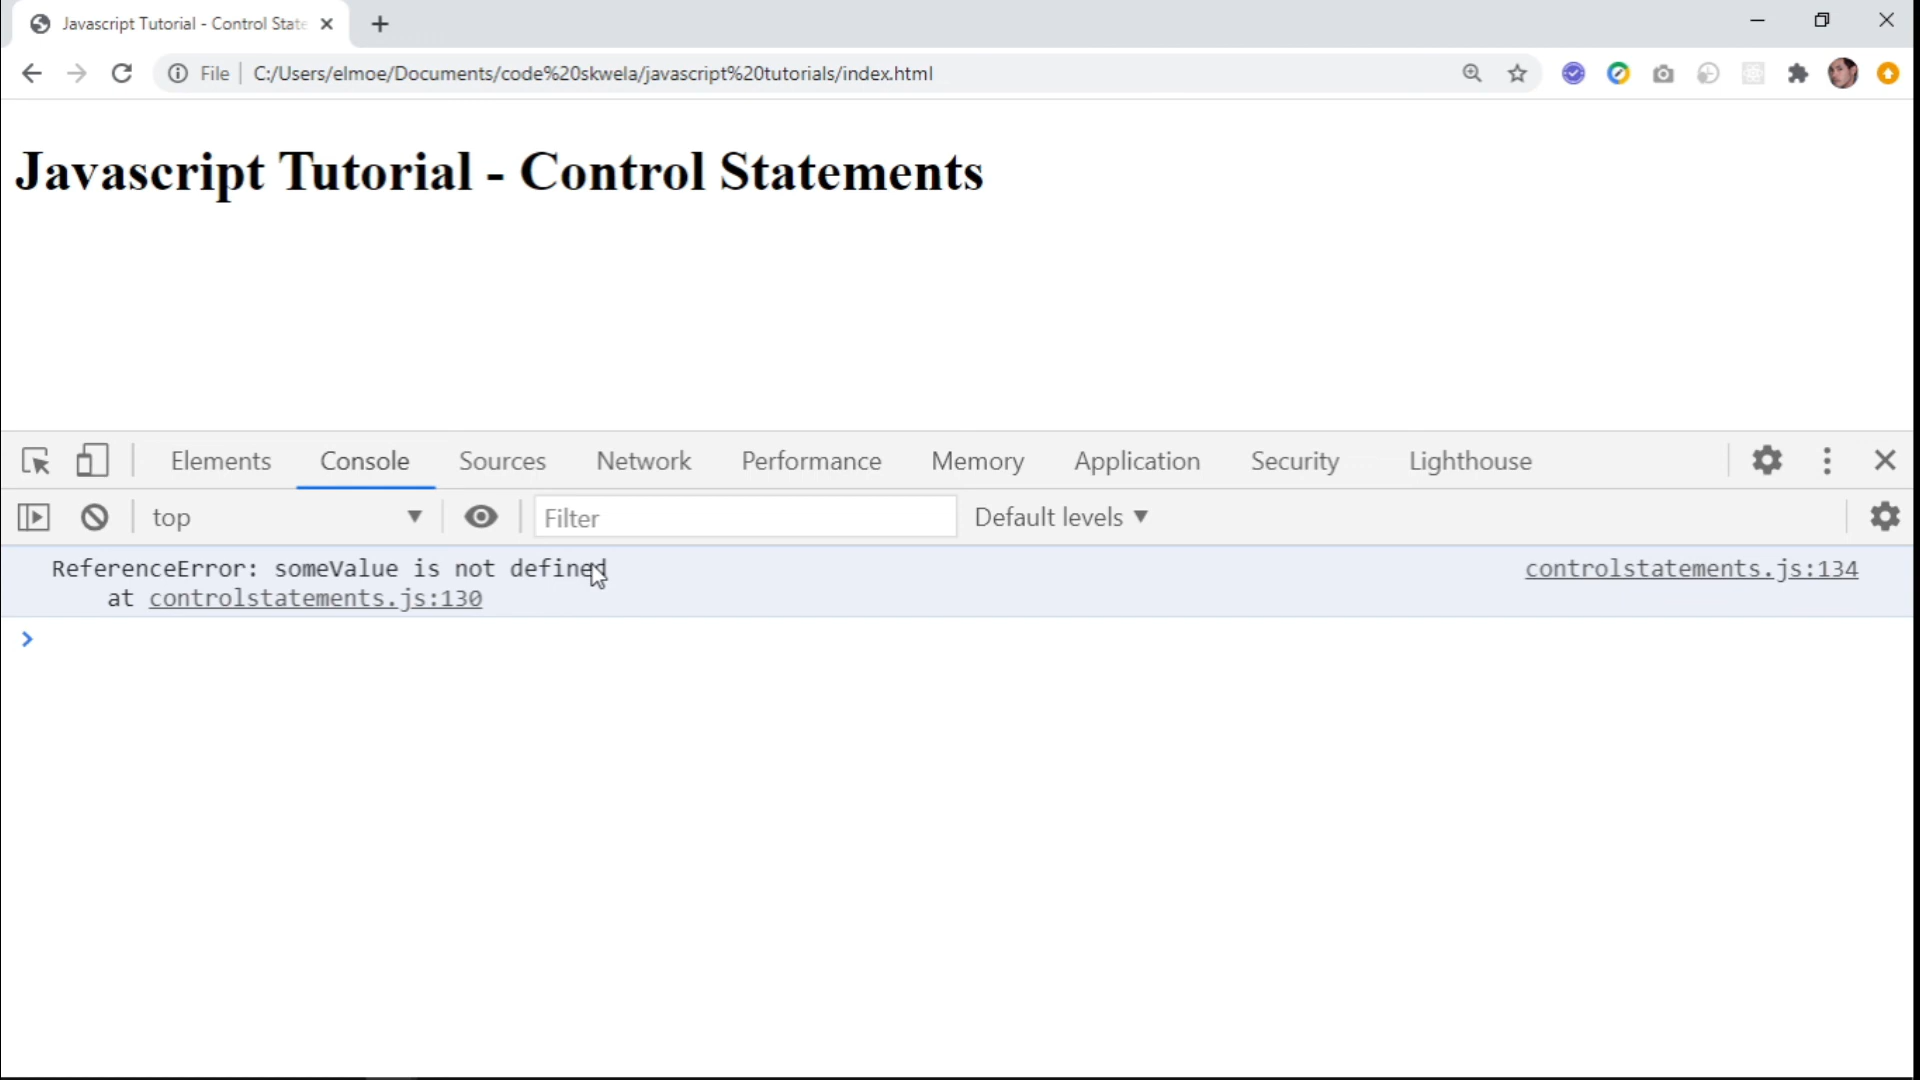 Javascript Tutorial - Control State
File C:/Users/elmoe/Documents/code%20skwela/javascript%20tutorials/index.html
Javascript Tutorial - Control Statements
Elements Console Sources Network Performance Memory Application Security Lighthouse
top Filter Default levels
ReferenceError: someValue is not defined controlstatements.js:134
at controlstatements.js:130